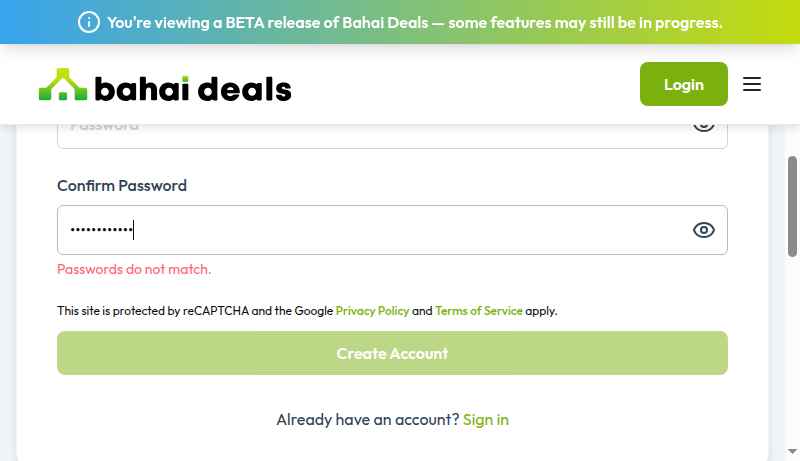 You're viewing a BETA release of Bahai Deals — some features may still be in progress.
bahai deals
Login
Password
Confirm Password
••••••••••••
Passwords do not match.
This site is protected by reCAPTCHA and the Google Privacy Policy and Terms of Service apply.
Create Account
Already have an account? Sign in